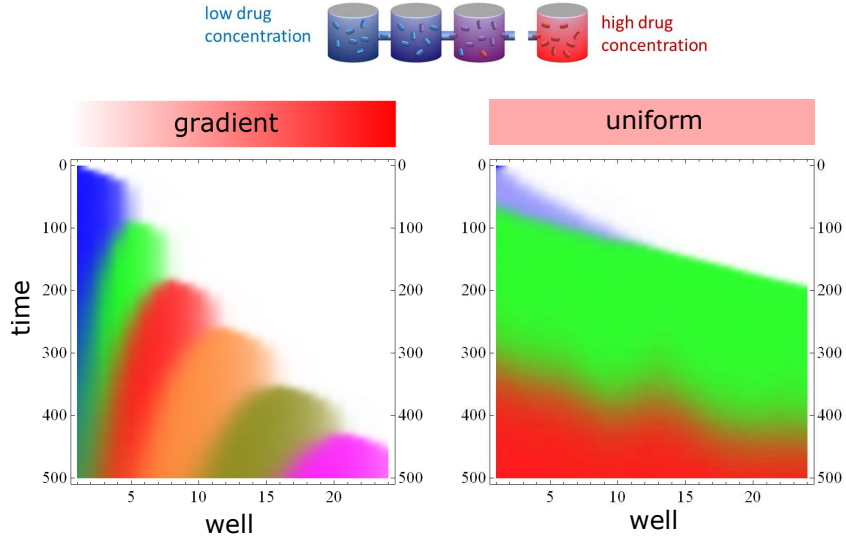 low drug
concentration
high drug
concentration
gradient
uniform
0 0 0 0
100 100 100 100
200 200 200 200
300 300 300 300
400 400 400 400
500 500 500 500
time
5 10 15 20 5 10 15 20
well well